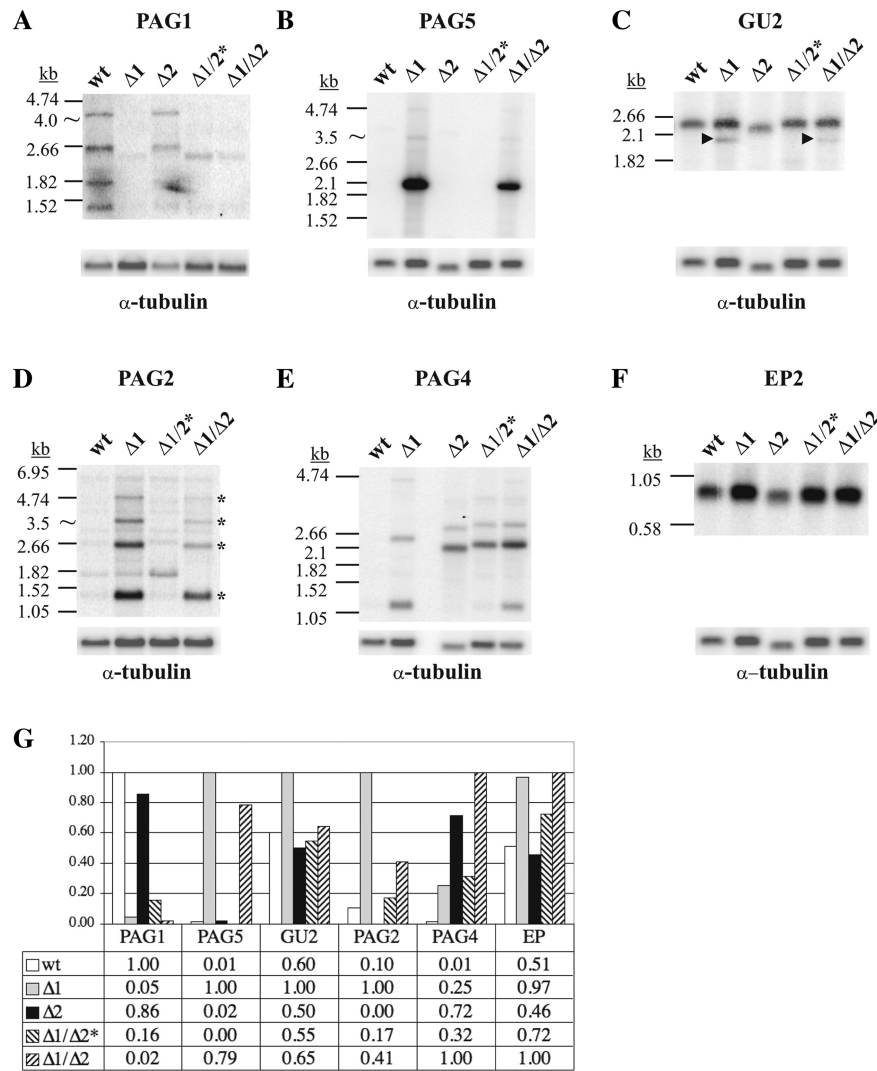 A PAG1
kb wt Δ1 Δ2 Δ1/2* Δ1/Δ2
4.74
4.0 ~
2.66
1.82
1.52
α-tubulin
B PAG5
kb wt Δ1 Δ2 Δ1/2* Δ1/Δ2
4.74
3.5 ~
2.66
2.1
1.82
1.52
α-tubulin
C GU2
kb wt Δ1 Δ2 Δ1/2* Δ1/Δ2
2.66
2.1
1.82
α-tubulin
D PAG2
kb wt Δ1 Δ1/2* Δ1/Δ2
6.95
4.74 *
3.5 ~ *
2.66 *
1.82
1.52 *
1.05
α-tubulin
E PAG4
kb wt Δ1 Δ2 Δ1/2* Δ1/Δ2
4.74
2.66
2.1
1.82
1.52
1.05
α-tubulin
F EP2
kb wt Δ1 Δ2 Δ1/2* Δ1/Δ2
1.05
0.58
α–tubulin
G
1.20
1.00
0.80
0.60
0.40
0.20
0.00
PAG1 PAG5 GU2 PAG2 PAG4 EP
wt 1.00 0.01 0.60 0.10 0.01 0.51
Δ1 0.05 1.00 1.00 1.00 0.25 0.97
Δ2 0.86 0.02 0.50 0.00 0.72 0.46
Δ1/Δ2* 0.16 0.00 0.55 0.17 0.32 0.72
Δ1/Δ2 0.02 0.79 0.65 0.41 1.00 1.00